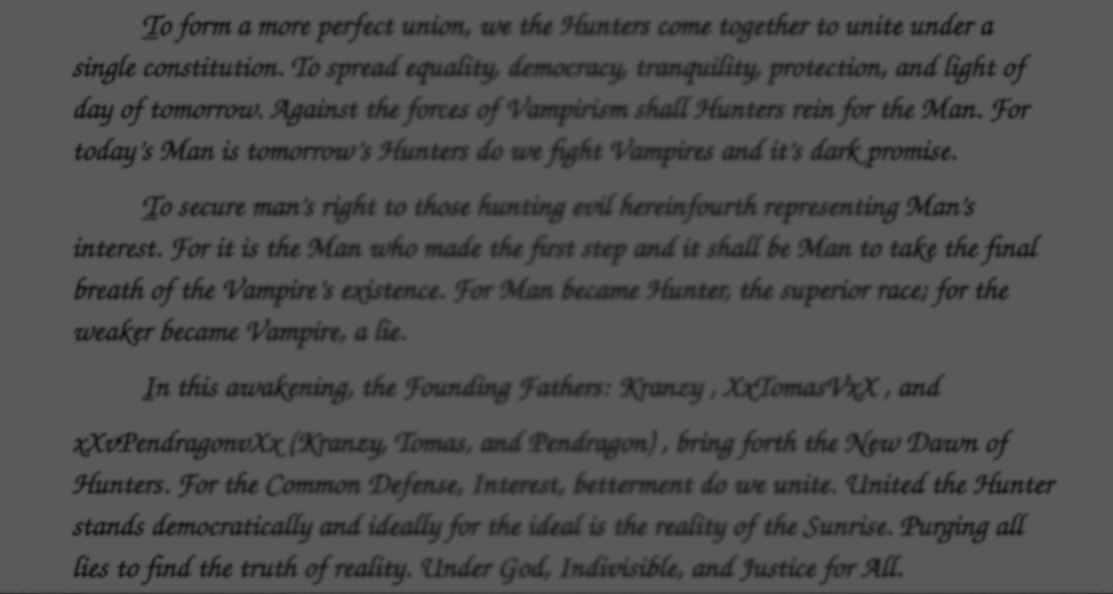 To form a more perfect union, we the Hunters come together to unite under a
single constitution. To spread equality, democracy, tranquility, protection, and light of
day of tomorrow. Against the forces of Vampirism shall Hunters rein for the Man. For
today's Man is tomorrow's Hunters do we fight Vampires and it's dark promise.
To secure man's right to those hunting evil hereinfourth representing Man's
interest. For it is the Man who made the first step and it shall be Man to take the final
breath of the Vampire's existence. For Man became Hunter, the superior race; for the
weaker became Vampire, a lie.
In this awakening, the Founding Fathers: Kranzy , XxTomasVxX , and
xXvPendragonvXx (Kranzy, Tomas, and Pendragon) , bring forth the New Dawn of
Hunters. For the Common Defense, Interest, betterment do we unite. United the Hunter
stands democratically and ideally for the ideal is the reality of the Sunrise. Purging all
lies to find the truth of reality. Under God, Indivisible, and Justice for All.